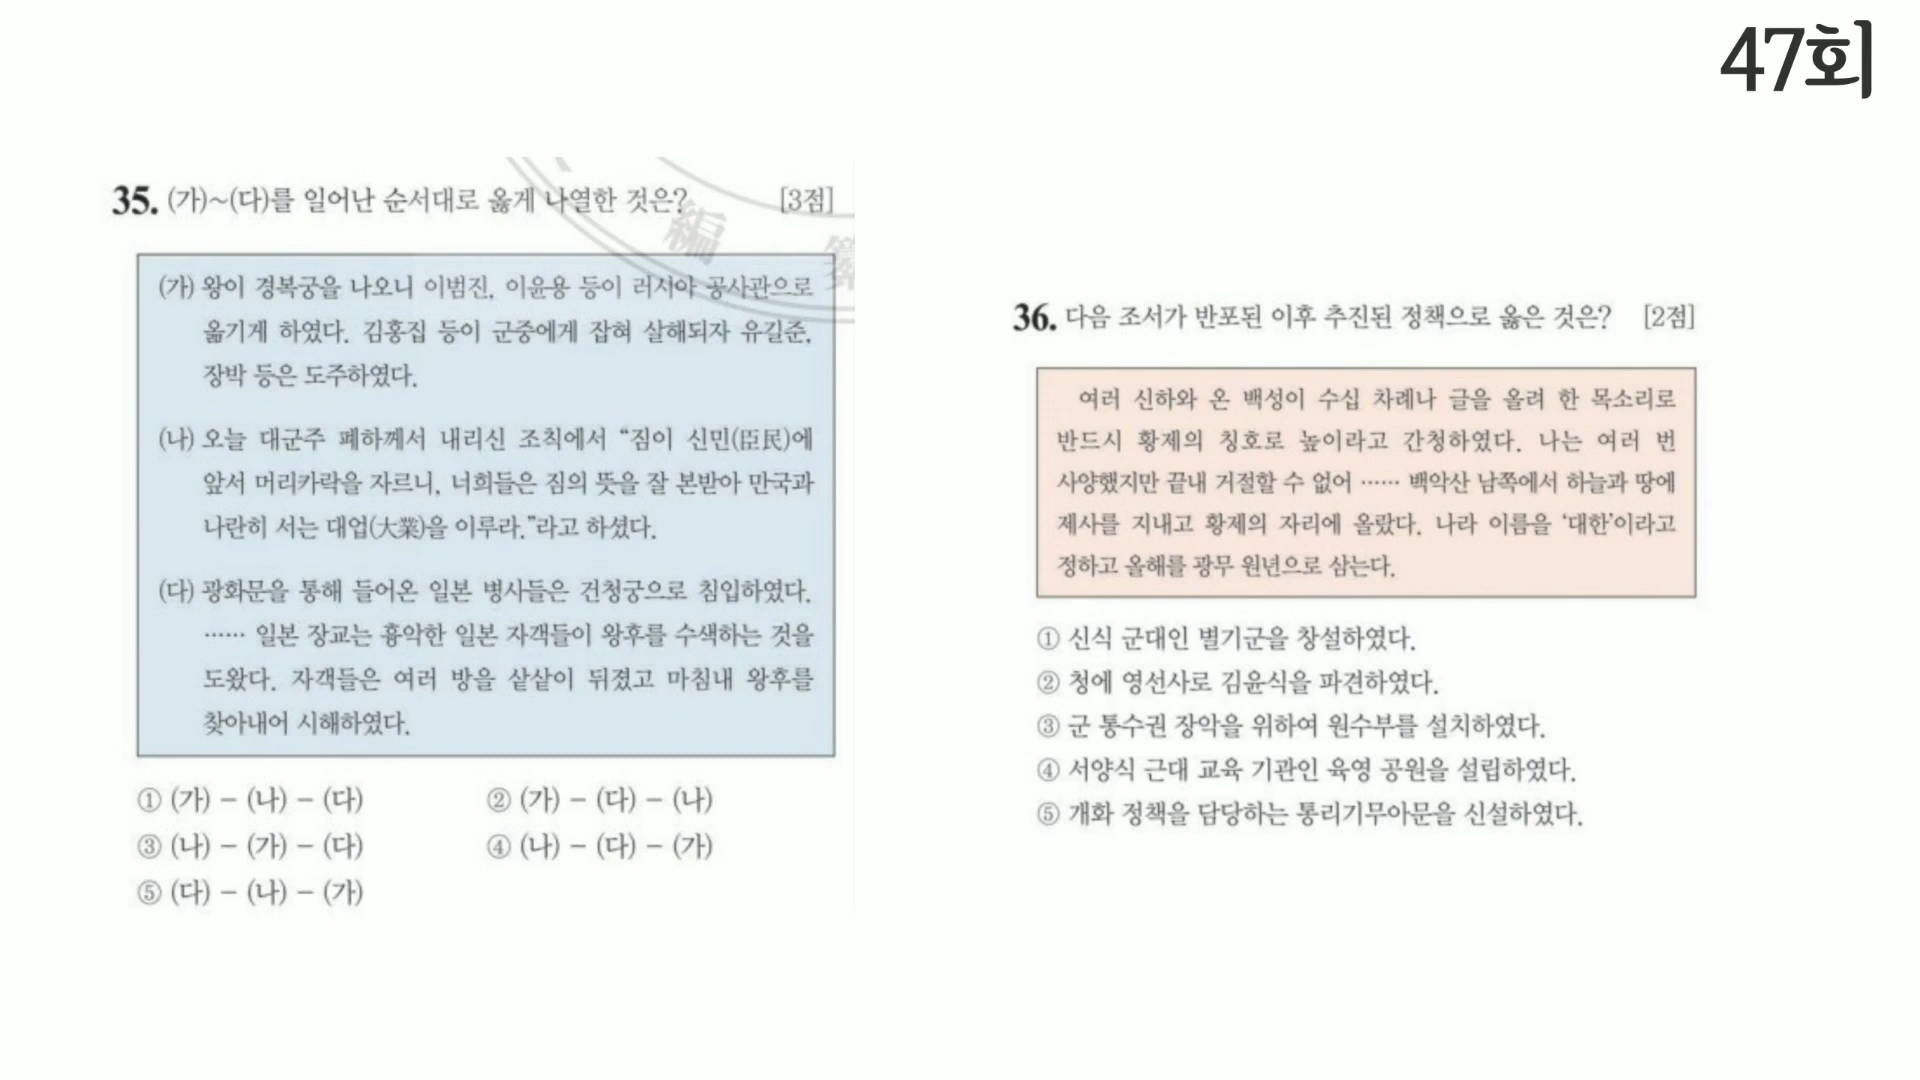 47회
35. (가)~(다)를 일어난 순서대로 옳게 나열한 것은? [3점]
(가) 왕이 경복궁을 나오니 이범진, 이윤용 등이 러시아 공사관으로
옮기게 하였다. 김홍집 등이 군중에게 잡혀 살해되자 유길준,
장박 등은 도주하였다.
(나) 오늘 대군주 폐하께서 내리신 조칙에서 “짐이 신민(臣民)에
앞서 머리카락을 자르니, 너희들은 짐의 뜻을 잘 본받아 만국과
나란히 서는 대업(大業)을 이루라.”라고 하셨다.
(다) 광화문을 통해 들어온 일본 병사들은 건청궁으로 침입하였다.
…… 일본 장교는 흉악한 일본 자객들이 왕후를 수색하는 것을
도왔다. 자객들은 여러 방을 샅샅이 뒤졌고 마침내 왕후를
찾아내어 시해하였다.
① (가) – (나) – (다) ② (가) – (다) – (나)
③ (나) – (가) – (다) ④ (나) – (다) – (가)
⑤ (다) – (나) – (가)
編 纂
36. 다음 조서가 반포된 이후 추진된 정책으로 옳은 것은? [2점]
여러 신하와 온 백성이 수십 차례나 글을 올려 한 목소리로
반드시 황제의 칭호로 높이라고 간청하였다. 나는 여러 번
사양했지만 끝내 거절할 수 없어 …… 백악산 남쪽에서 하늘과 땅에
제사를 지내고 황제의 자리에 올랐다. 나라 이름을 ‘대한’이라고
정하고 올해를 광무 원년으로 삼는다.
① 신식 군대인 별기군을 창설하였다.
② 청에 영선사로 김윤식을 파견하였다.
③ 군 통수권 장악을 위하여 원수부를 설치하였다.
④ 서양식 근대 교육 기관인 육영 공원을 설립하였다.
⑤ 개화 정책을 담당하는 통리기무아문을 신설하였다.